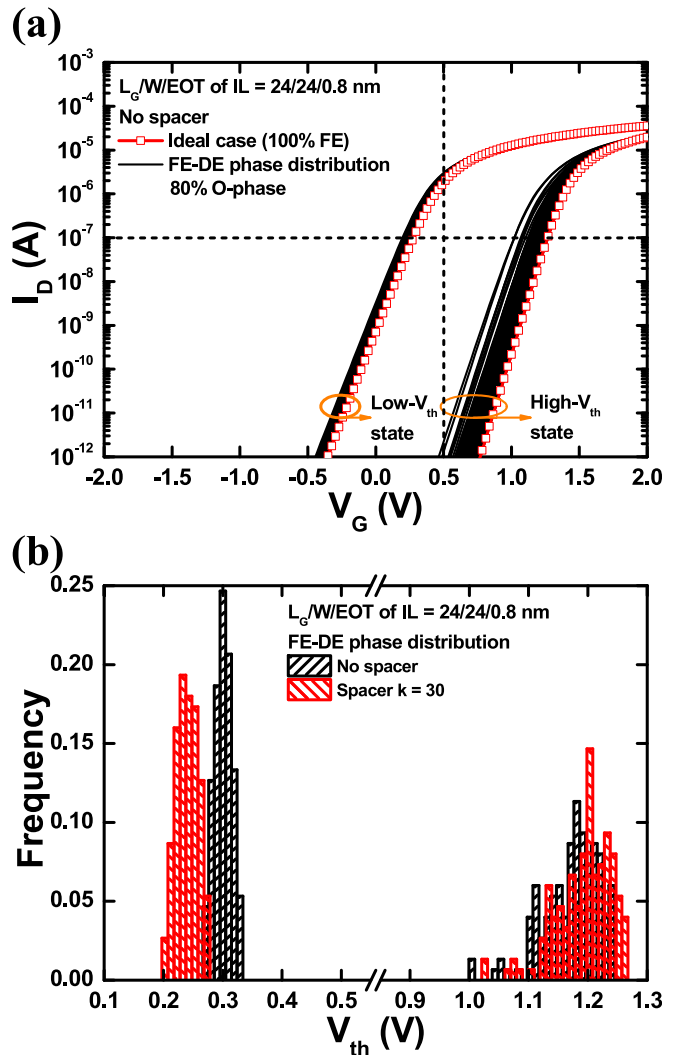 (a)
10⁻³
10⁻⁴
10⁻⁵
10⁻⁶
10⁻⁷
10⁻⁸
10⁻⁹
10⁻¹⁰
10⁻¹¹
10⁻¹²
I_D (A)
L_G/W/EOT of IL = 24/24/0.8 nm
No spacer
Ideal case (100% FE)
FE-DE phase distribution
80% O-phase
Low-V_th
state
High-V_th
state
-2.0 -1.5 -1.0 -0.5 0.0 0.5 1.0 1.5 2.0
V_G (V)
(b)
0.25
0.20
0.15
0.10
0.05
0.00
Frequency
L_G/W/EOT of IL = 24/24/0.8 nm
FE-DE phase distribution
No spacer
Spacer k = 30
0.1 0.2 0.3 0.4 0.5 0.9 1.0 1.1 1.2 1.3
V_th (V)